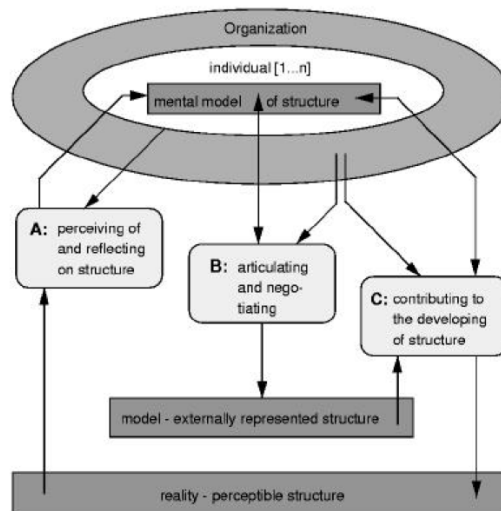 Organization
individual [1...n]
mental model of structure
A: perceiving of
and reflecting
on structure
B: articulating
and nego-
tiating
C: contributing to
the developing
of structure
model - externally represented structure
reality - perceptible structure